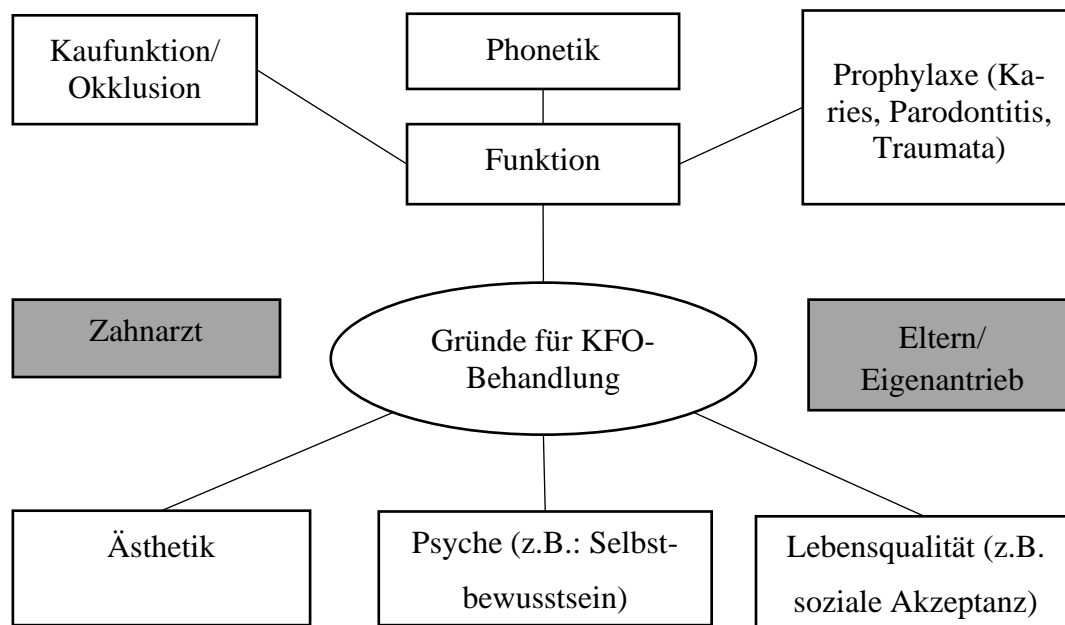 Kaufunktion/
Okklusion
Phonetik
Prophylaxe (Ka-
ries, Parodontitis,
Traumata)
Funktion
Zahnarzt
Gründe für KFO-
Behandlung
Eltern/
Eigenantrieb
Ästhetik
Psyche (z.B.: Selbst-
bewusstsein)
Lebensqualität (z.B.
soziale Akzeptanz)